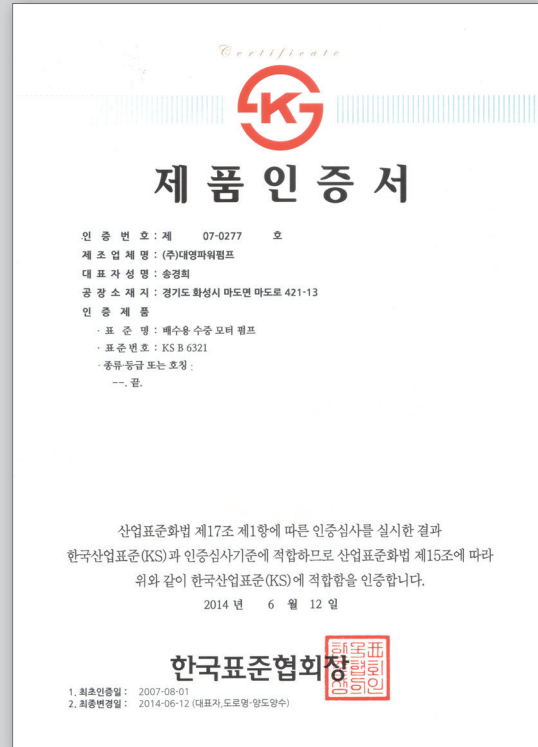 Certificate
KS
제품인증서
인 증 번 호 : 제 07-0277 호
제 조 업 체 명 : (주)대영파워펌프
대 표 자 성 명 : 송경희
공 장 소 재 지 : 경기도 화성시 마도면 마도로 421-13
인 증 제 품
· 표 준 명 : 배수용 수중 모터 펌프
· 표준번호 : KS B 6321
· 종류·등급 또는 호칭 :
--. 끝.
산업표준화법 제17조 제1항에 따른 인증심사를 실시한 결과
한국산업표준(KS)과 인증심사기준에 적합하므로 산업표준화법 제15조에 따라
위와 같이 한국산업표준(KS)에 적합함을 인증합니다.
2014 년 6 월 12 일
한국표준협회장
1. 최초인증일 : 2007-08-01
2. 최종변경일 : 2014-06-12 (대표자,도로명-양도양수)